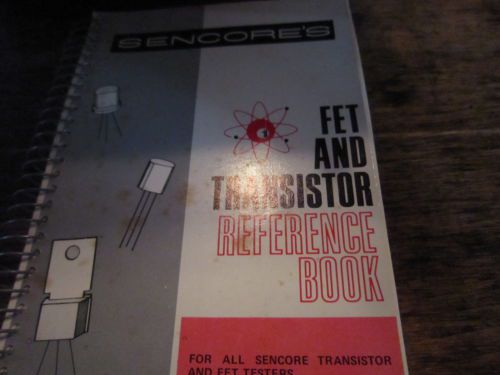 SENCORE'S
FET
AND
TRANSISTOR
REFERENCE
BOOK
FOR ALL SENCORE TRANSISTOR
AND FET TESTERS